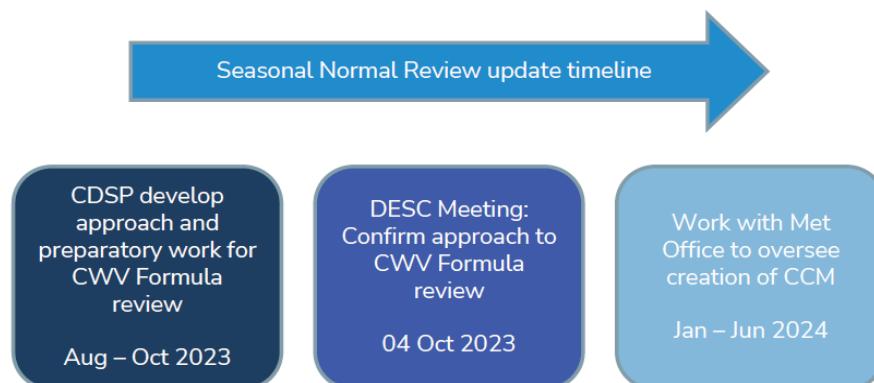 Seasonal Normal Review update timeline
CDSP develop
approach and
preparatory work for
CWV Formula
review
Aug – Oct 2023
DESC Meeting:
Confirm approach to
CWV Formula
review
04 Oct 2023
Work with Met
Office to oversee
creation of CCM
Jan – Jun 2024